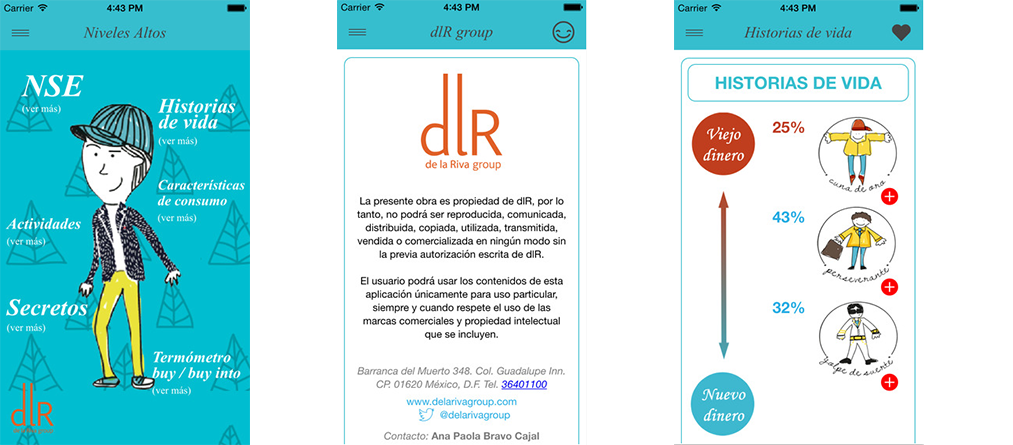 Carrier 4:43 PM
Niveles Altos
NSE
(ver más)
Historias
de vida
(ver más)
Características
de consumo
(ver más)
Actividades
(ver más)
Secretos
(ver más)
Termómetro
buy / buy into
(ver más)
dlR
Carrier 4:43 PM
dlR group
dlR
de la Riva group
La presente obra es propiedad de dlR, por lo
tanto, no podrá ser reproducida, comunicada,
distribuida, copiada, utilizada, transmitida,
vendida o comercializada en ningún modo sin
la previa autorización escrita de dlR.
El usuario podrá usar los contenidos de esta
aplicación únicamente para uso particular,
siempre y cuando respete el uso de las
marcas comerciales y propiedad intelectual
que se incluyen.
Barranca del Muerto 348. Col. Guadalupe Inn.
CP. 01620 México, D.F. Tel. 36401100
www.delarivagroup.com
@delarivagroup
Contacto: Ana Paola Bravo Cajal
Carrier 4:43 PM
Historias de vida
HISTORIAS DE VIDA
Viejo
dinero
25%
cuna de oro
43%
perseverante
32%
golpe de suerte
Nuevo
dinero